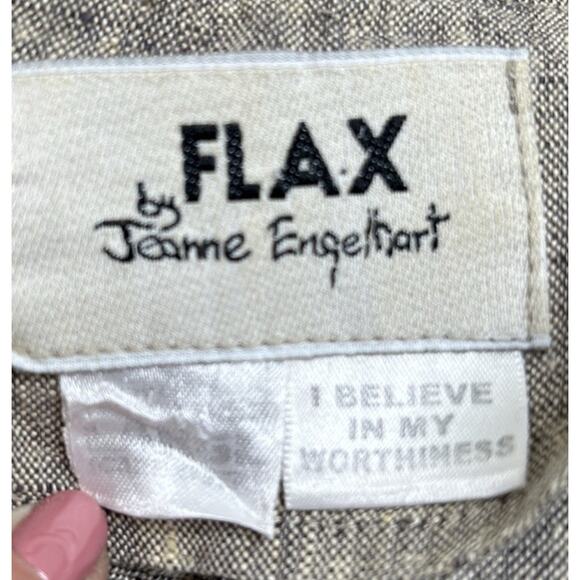 FLAX
by
Jeanne Engelhart
I BELIEVE
IN MY
WORTHINESS